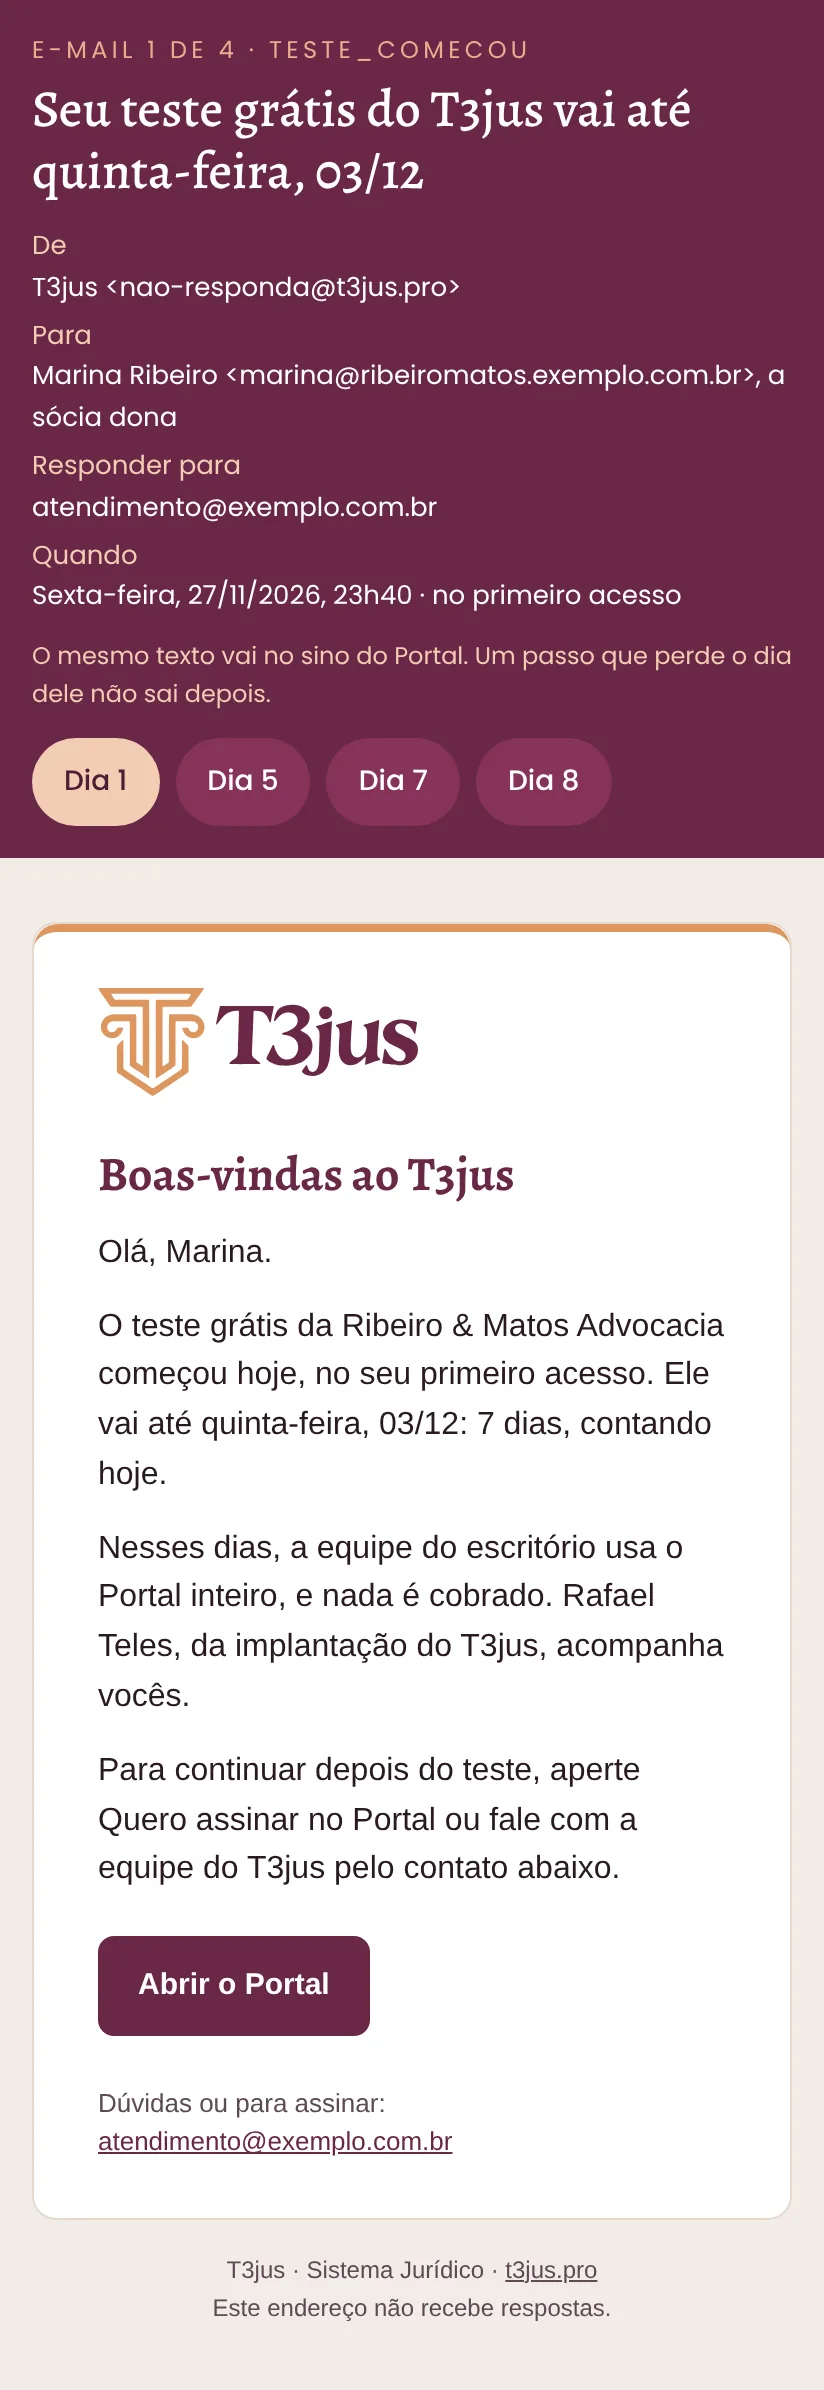 E-MAIL 1 DE 4 · TESTE_COMECOU
Seu teste grátis do T3jus vai até
quinta-feira, 03/12
De
T3jus <nao-responda@t3jus.pro>
Para
Marina Ribeiro <marina@ribeiromatos.exemplo.com.br>, a
sócia dona
Responder para
atendimento@exemplo.com.br
Quando
Sexta-feira, 27/11/2026, 23h40 · no primeiro acesso
O mesmo texto vai no sino do Portal. Um passo que perde o dia
dele não sai depois.
Dia 1 Dia 5 Dia 7 Dia 8
T3jus
Boas-vindas ao T3jus
Olá, Marina.
O teste grátis da Ribeiro & Matos Advocacia
começou hoje, no seu primeiro acesso. Ele
vai até quinta-feira, 03/12: 7 dias, contando
hoje.
Nesses dias, a equipe do escritório usa o
Portal inteiro, e nada é cobrado. Rafael
Teles, da implantação do T3jus, acompanha
vocês.
Para continuar depois do teste, aperte
Quero assinar no Portal ou fale com a
equipe do T3jus pelo contato abaixo.
Abrir o Portal
Dúvidas ou para assinar:
atendimento@exemplo.com.br
T3jus · Sistema Jurídico · t3jus.pro
Este endereço não recebe respostas.